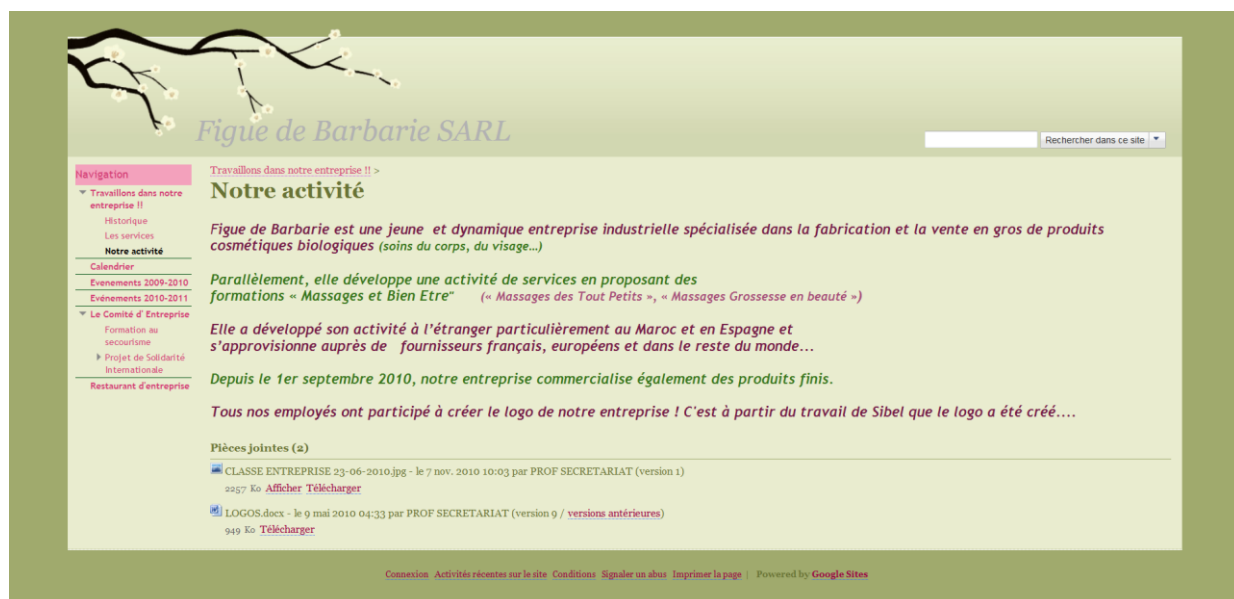 Figue de Barbarie SARL
Rechercher dans ce site
Navigation
Travaillons dans notre
entreprise !!
Historique
Les services
Notre activité
Calendrier
Evenements 2009-2010
Evénements 2010-2011
Le Comité d' Entreprise
Formation au
secourisme
Projet de Solidarité
Internationale
Restaurant d'entreprise
Travaillons dans notre entreprise !! >
Notre activité
Figue de Barbarie est une jeune et dynamique entreprise industrielle spécialisée dans la fabrication et la vente en gros de produits
cosmétiques biologiques (soins du corps, du visage…)
Parallèlement, elle développe une activité de services en proposant des
formations « Massages et Bien Etre" (« Massages des Tout Petits », « Massages Grossesse en beauté »)
Elle a développé son activité à l'étranger particulièrement au Maroc et en Espagne et
s'approvisionne auprès de fournisseurs français, européens et dans le reste du monde...
Depuis le 1er septembre 2010, notre entreprise commercialise également des produits finis.
Tous nos employés ont participé à créer le logo de notre entreprise ! C'est à partir du travail de Sibel que le logo a été créé....
Pièces jointes (2)
CLASSE ENTREPRISE 23-06-2010.jpg - le 7 nov. 2010 10:03 par PROF SECRETARIAT (version 1)
2257 Ko Afficher Télécharger
LOGOS.docx - le 9 mai 2010 04:33 par PROF SECRETARIAT (version 9 / versions antérieures)
949 Ko Télécharger
Connexion Activités récentes sur le site Conditions Signaler un abus Imprimer la page | Powered by Google Sites